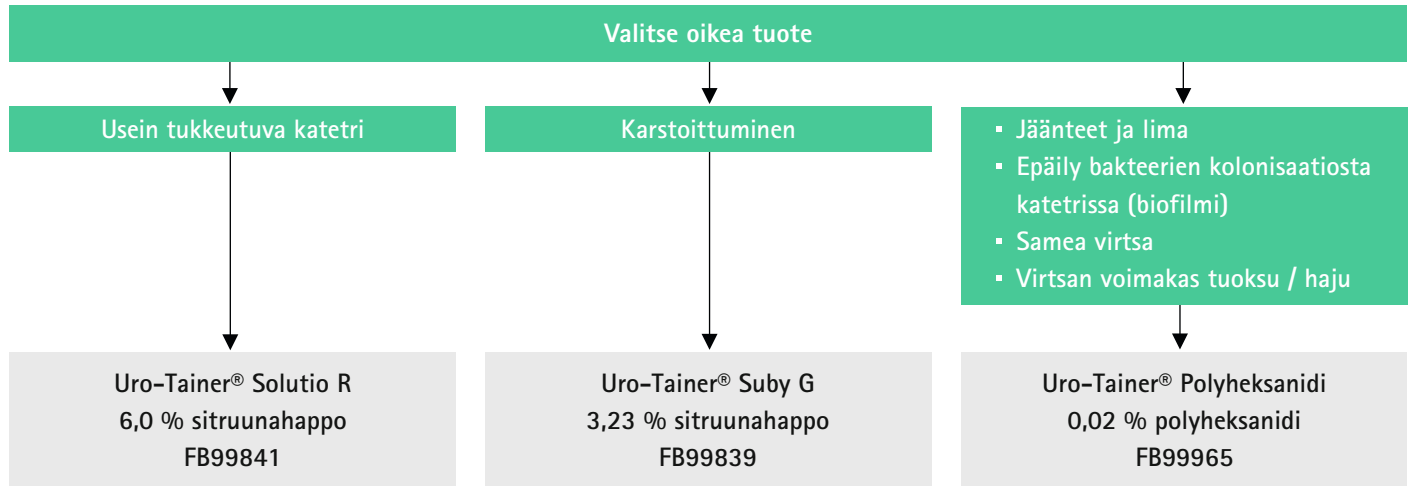 Valitse oikea tuote
Usein tukkeutuva katetri
Karstoittuminen
▪ Jäänteet ja lima
▪ Epäily bakteerien kolonisaatiosta
katetrissa (biofilmi)
▪ Samea virtsa
▪ Virtsan voimakas tuoksu / haju
Uro-Tainer® Solutio R
6,0 % sitruunahappo
FB99841
Uro-Tainer® Suby G
3,23 % sitruunahappo
FB99839
Uro-Tainer® Polyheksanidi
0,02 % polyheksanidi
FB99965